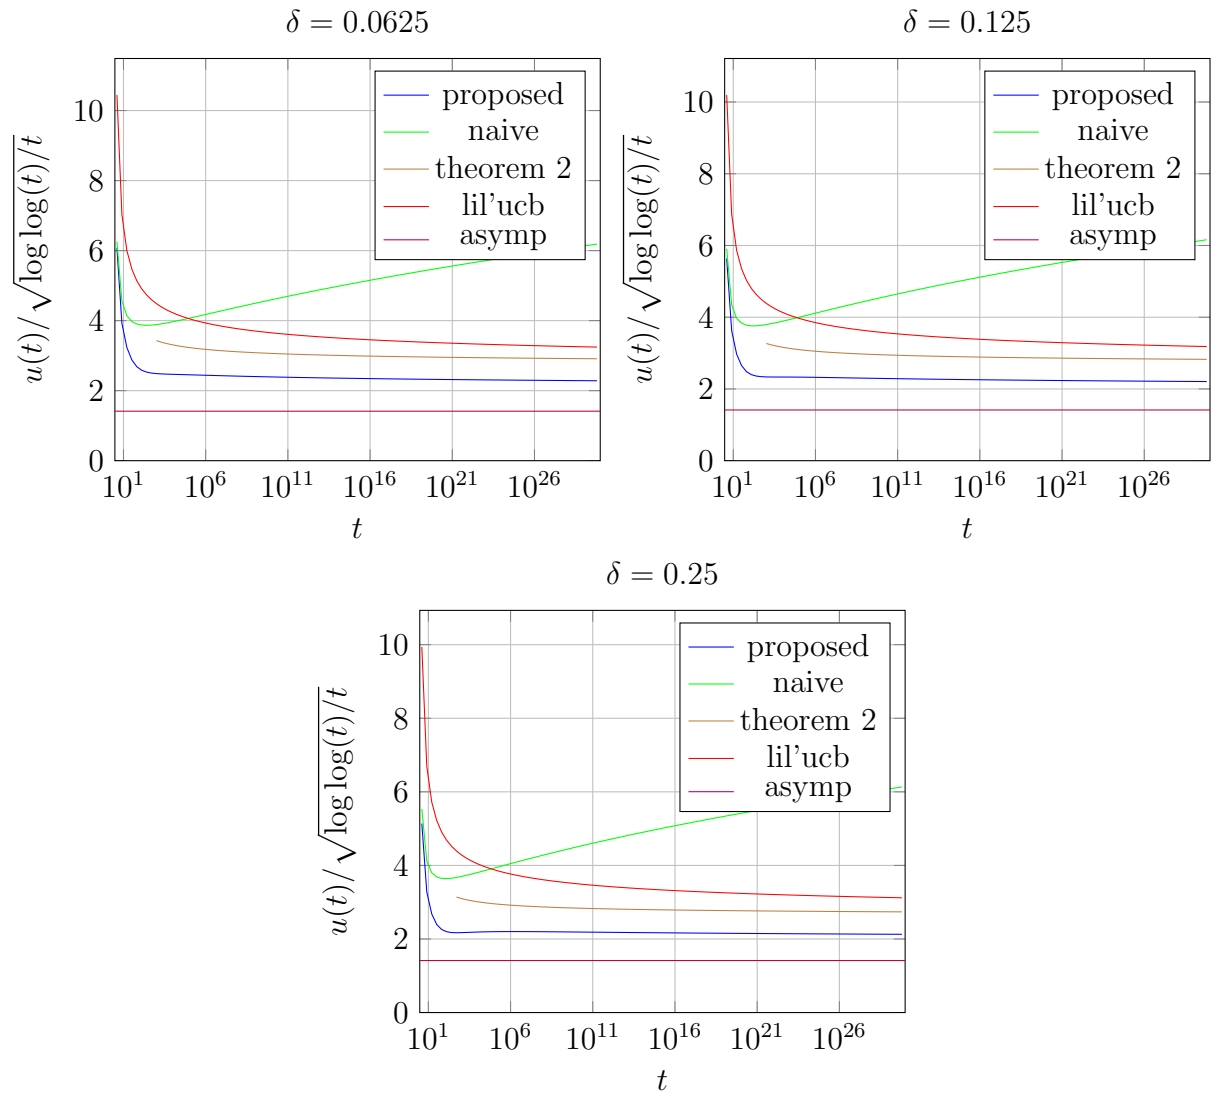 δ = 0.0625
u(t)/√log log(t)/t
10
8
6
4
2
0
10^1 10^6 10^11 10^16 10^21 10^26
t
proposed
naive
theorem 2
lil'ucb
asymp
δ = 0.125
u(t)/√log log(t)/t
10
8
6
4
2
0
10^1 10^6 10^11 10^16 10^21 10^26
t
proposed
naive
theorem 2
lil'ucb
asymp
δ = 0.25
u(t)/√log log(t)/t
10
8
6
4
2
0
10^1 10^6 10^11 10^16 10^21 10^26
t
proposed
naive
theorem 2
lil'ucb
asymp